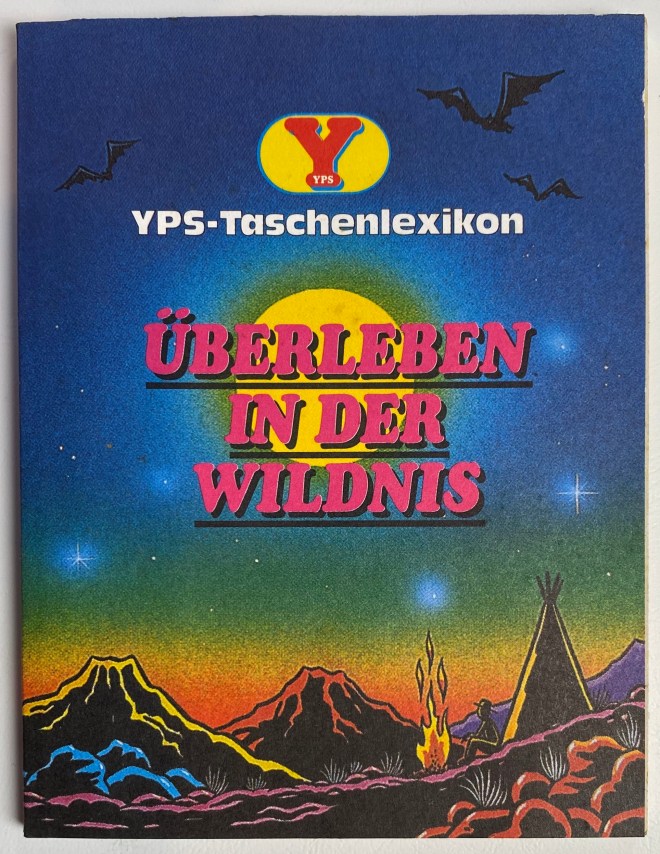 Y
YPS
YPS-Taschenlexikon
ÜBERLEBEN
IN DER
WILDNIS